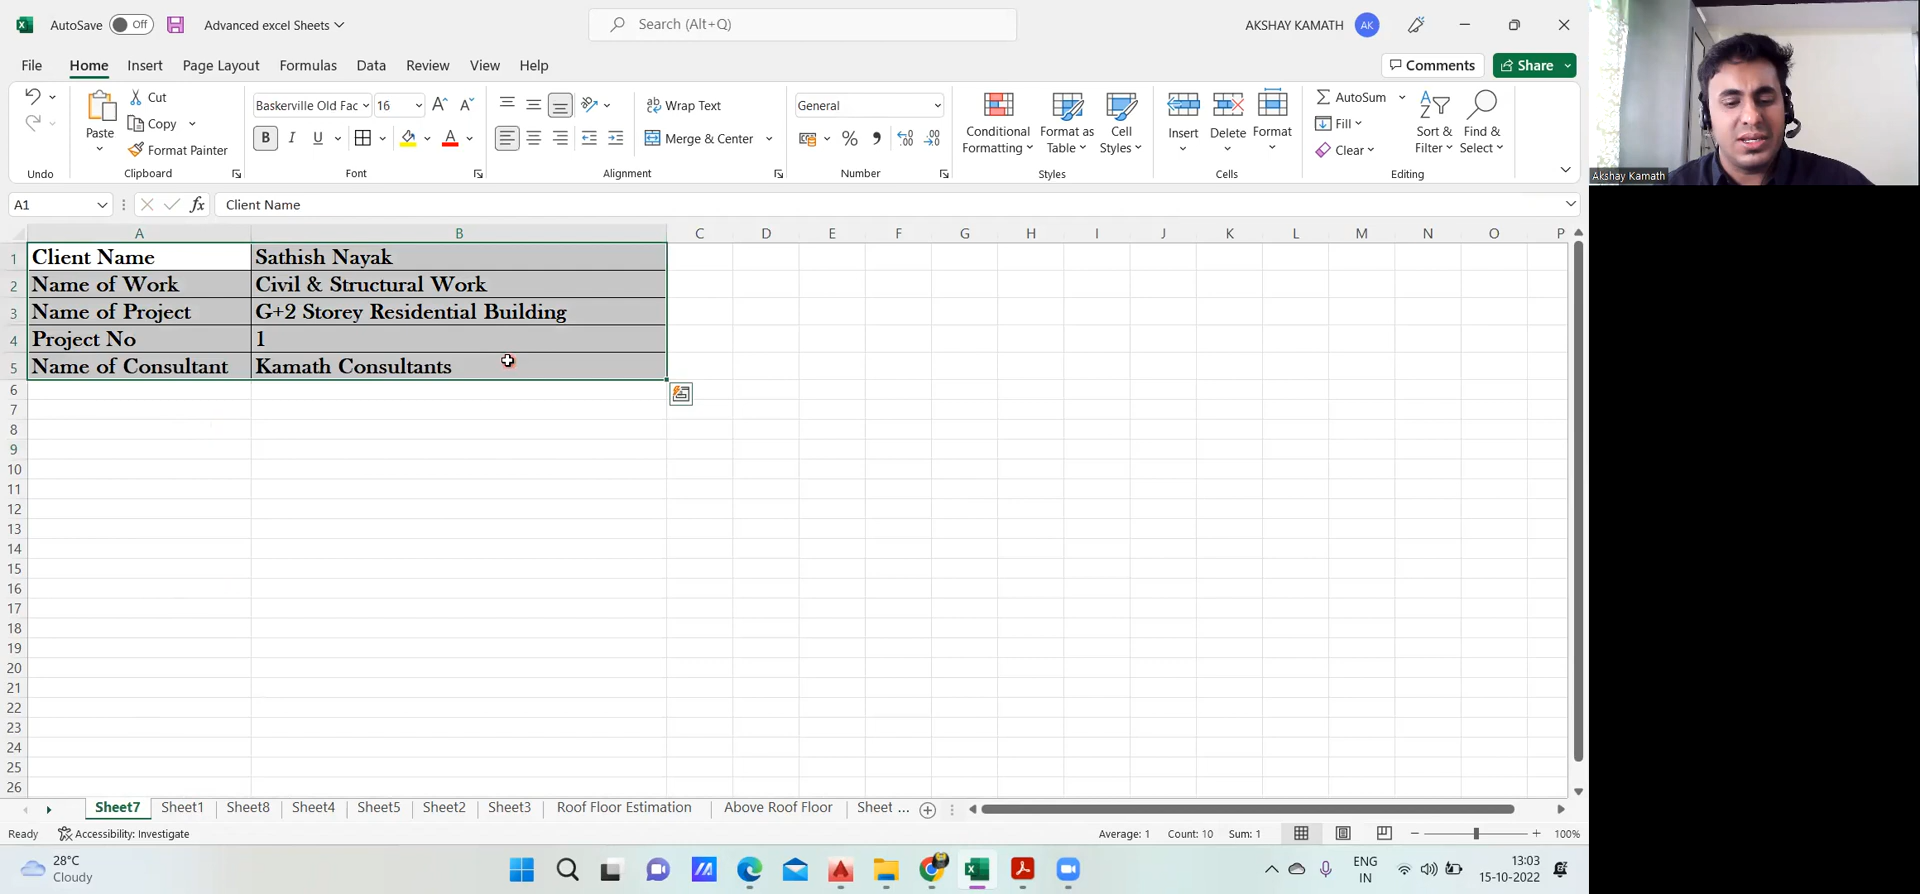 AutoSave Off Advanced excel Sheets Search (Alt+Q) AKSHAY KAMATH AK
File Home Insert Page Layout Formulas Data Review View Help Comments Share
Cut
Copy
Format Painter
Paste
Baskerville Old Fac 16
B I U
Wrap Text
Merge & Center
General
Conditional Formatting
Format as Table
Cell Styles
Insert
Delete
Format
AutoSum
Fill
Clear
Sort & Filter
Find & Select
Undo Clipboard Font Alignment Number Styles Cells Editing
Akshay Kamath
A1 fx Client Name
A B C D E F G H I J K L M N O P
1 Client Name Sathish Nayak
2 Name of Work Civil & Structural Work
3 Name of Project G+2 Storey Residential Building
4 Project No 1
5 Name of Consultant Kamath Consultants
6
7
8
9
10
11
12
13
14
15
16
17
18
19
20
21
22
23
24
25
26
Sheet7 Sheet1 Sheet8 Sheet4 Sheet5 Sheet2 Sheet3 Roof Floor Estimation Above Roof Floor Sheet ...
Ready Accessibility: Investigate Average: 1 Count: 10 Sum: 1 100%
28°C
Cloudy
ENG
IN
13:03
15-10-2022